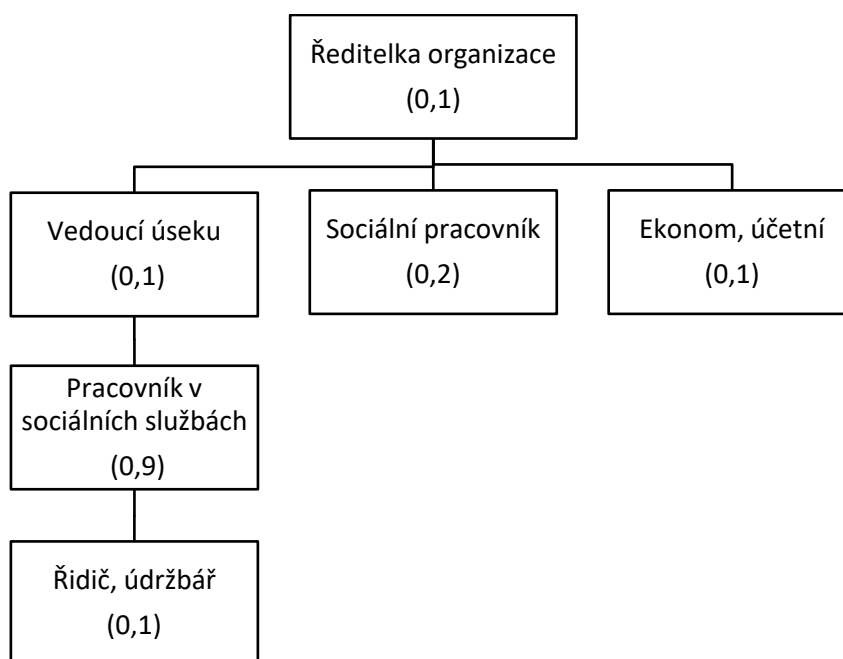 Ředitelka organizace
(0,1)
Vedoucí úseku
(0,1)
Sociální pracovník
(0,2)
Ekonom, účetní
(0,1)
Pracovník v
sociálních službách
(0,9)
Řidič, údržbář
(0,1)